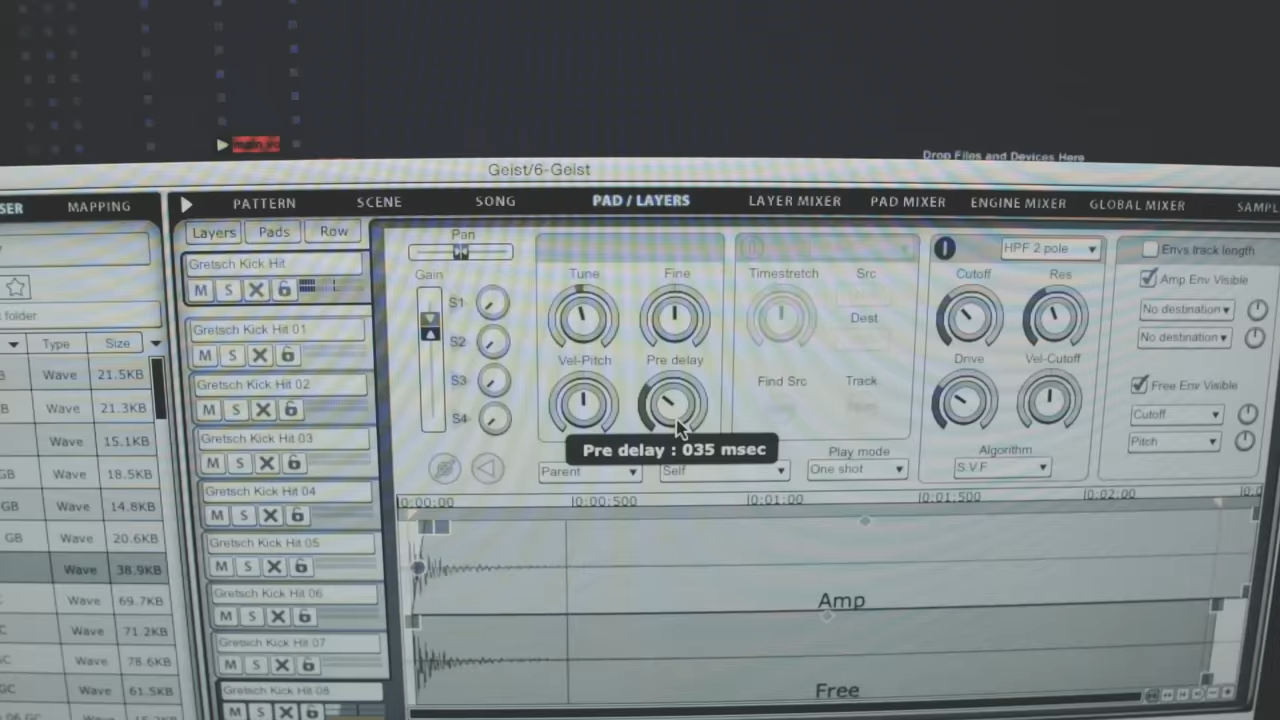 Drop Files and Devices Here
Geist/6-Geist
SER MAPPING PATTERN SCENE SONG PAD / LAYERS LAYER MIXER PAD MIXER ENGINE MIXER GLOBAL MIXER SAMPL
Layers Pads Row
folder
Type Size
Wave 21.5KB
Wave 21.3KB
Wave 15.1KB
GB Wave 18.5KB
GB Wave 14.8KB
GB Wave 20.6KB
Wave 38.9KB
Wave 69.7KB
Wave 71.2KB
Wave 78.6KB
GC Wave 61.5KB
Gretsch Kick Hit
M S X
Gretsch Kick Hit 01
M S X
Gretsch Kick Hit 02
M S X
Gretsch Kick Hit 03
M S X
Gretsch Kick Hit 04
M S X
Gretsch Kick Hit 05
M S X
Gretsch Kick Hit 06
M S X
Gretsch Kick Hit 07
M S X
Gretsch Kick Hit 08
M S X
Pan
Gain
S1
S2
S3
S4
Tune Fine
Vel-Pitch Pre delay
Pre delay : 035 msec
Parent Self
Timestretch Src
Dest
Find Src Track
Play mode
One shot
HPF 2 pole
Cutoff Res
Drive Vel-Cutoff
Algorithm
S.V.F
Envs track length
Amp Env Visible
No destination
No destination
Free Env Visible
Cutoff
Pitch
0:00:00 0:00:500 0:01:00 0:01:500 0:02:00
Amp
Free